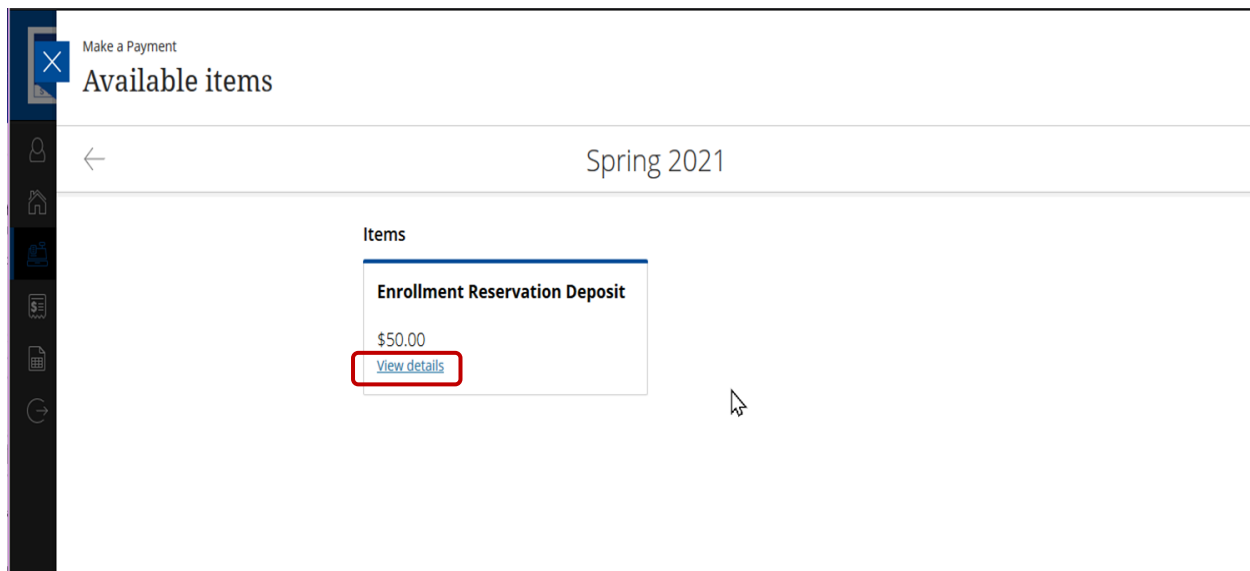 Make a Payment
Available items
Spring 2021
Items
Enrollment Reservation Deposit
$50.00
View details